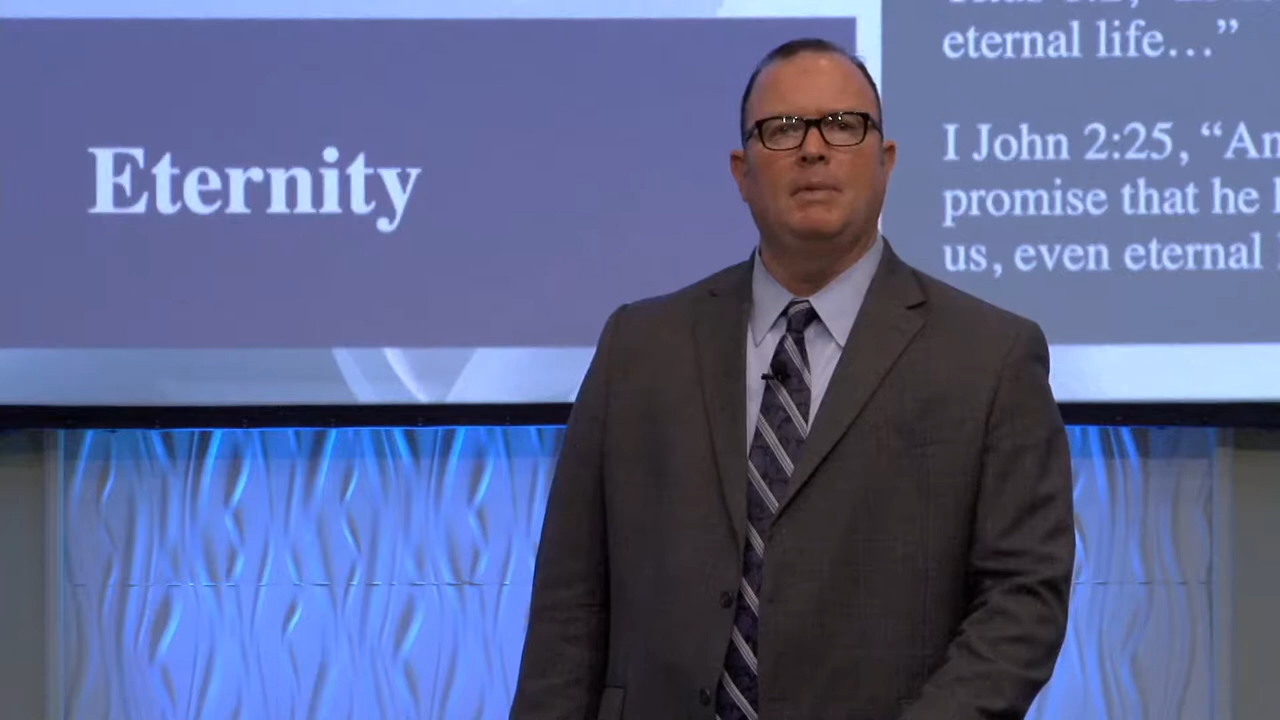 Eternity
eternal life…”
I John 2:25, “An
promise that he
us, even eternal